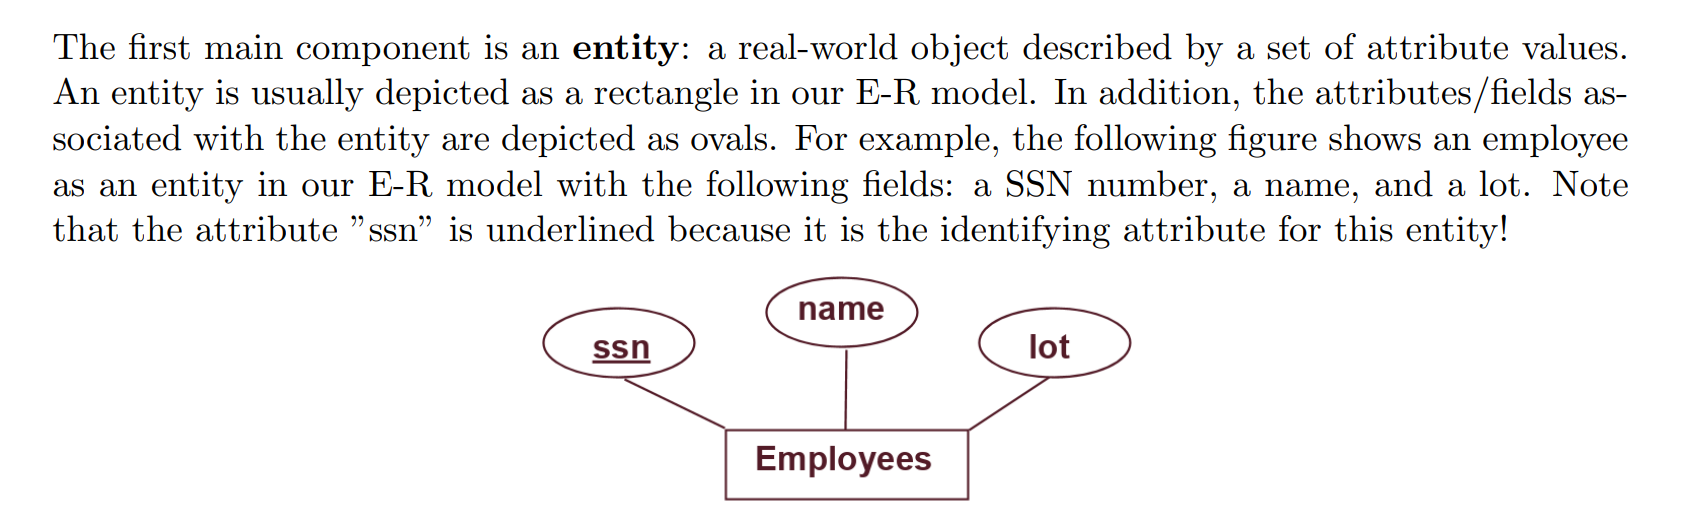 The first main component is an entity: a real-world object described by a set of attribute values.
An entity is usually depicted as a rectangle in our E-R model. In addition, the attributes/fields as-
sociated with the entity are depicted as ovals. For example, the following figure shows an employee
as an entity in our E-R model with the following fields: a SSN number, a name, and a lot. Note
that the attribute ”ssn” is underlined because it is the identifying attribute for this entity!
name
ssn
lot
Employees